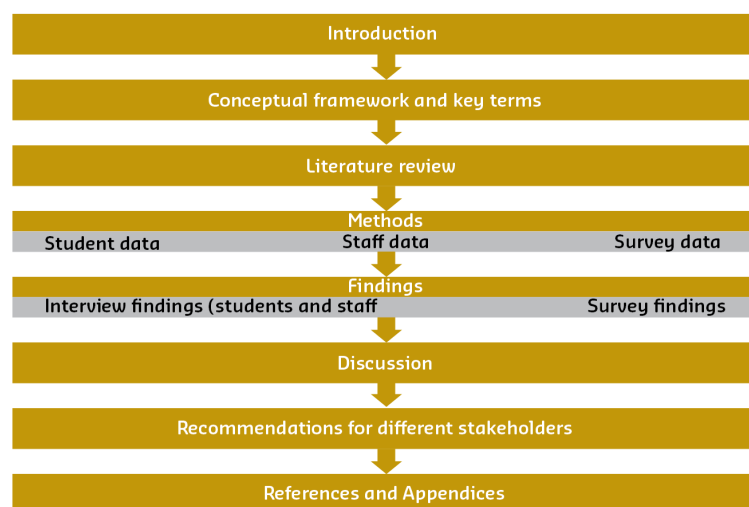 Introduction
Conceptual framework and key terms
Literature review
Methods
Student data Staff data Survey data
Findings
Interview findings (students and staff Survey findings
Discussion
Recommendations for different stakeholders
References and Appendices